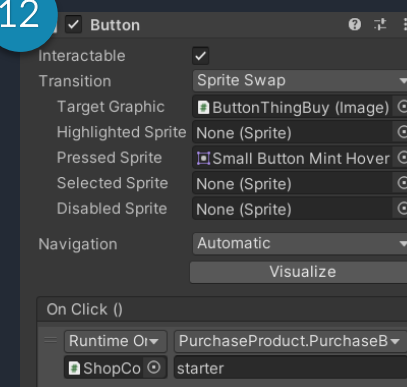 12
Button
Interactable
Transition Sprite Swap
Target Graphic ButtonThingBuy (Image)
Highlighted Sprite None (Sprite)
Pressed Sprite Small Button Mint Hover
Selected Sprite None (Sprite)
Disabled Sprite None (Sprite)
Navigation Automatic
Visualize
On Click ()
Runtime Or PurchaseProduct.PurchaseB
ShopCo starter